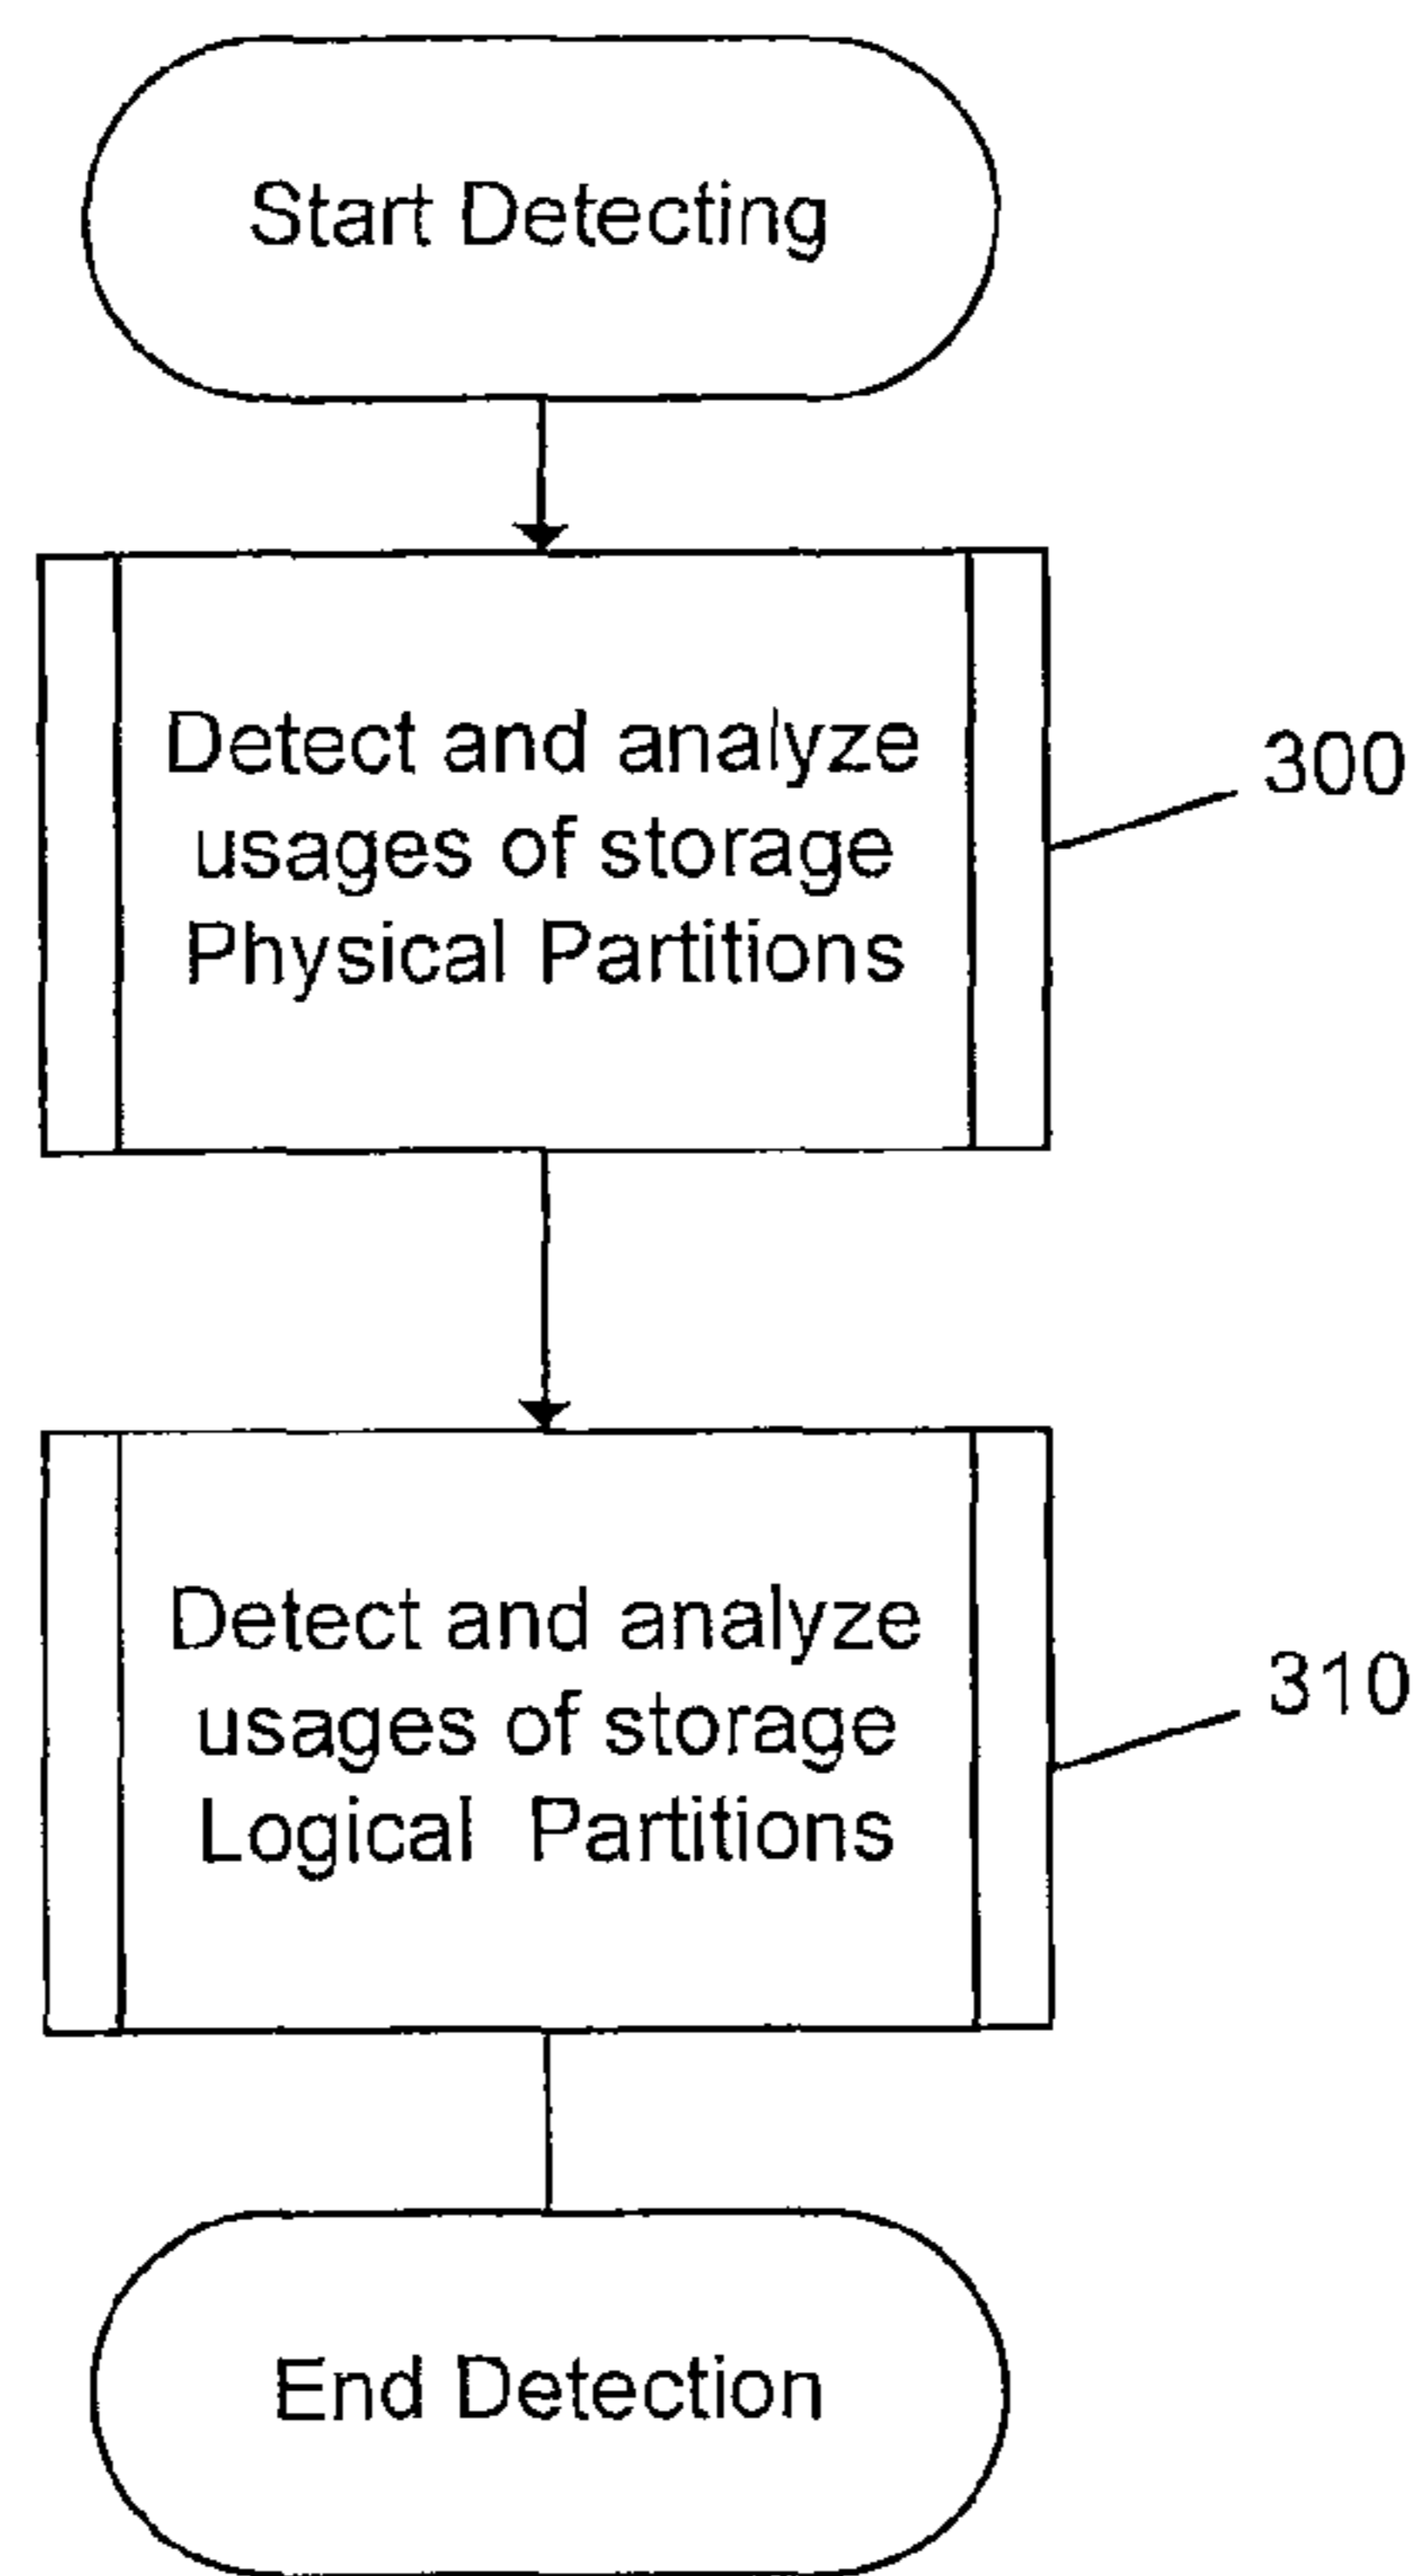 Start Detecting
Detect and analyze
usages of storage
Physical Partitions
300
Detect and analyze
usages of storage
Logical Partitions
310
End Detection